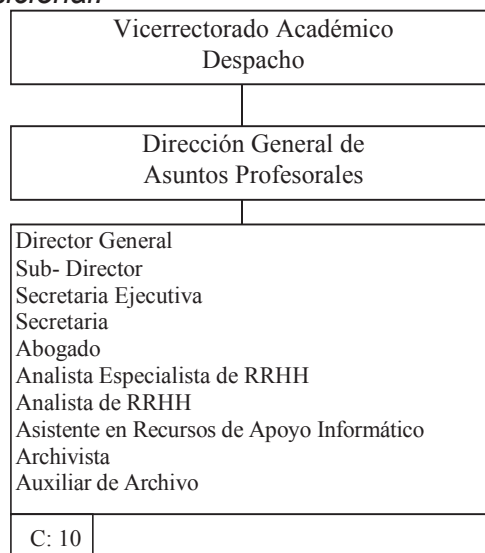 Vicerrectorado Académico
Despacho
Dirección General de
Asuntos Profesorales
Director General
Sub- Director
Secretaria Ejecutiva
Secretaria
Abogado
Analista Especialista de RRHH
Analista de RRHH
Asistente en Recursos de Apoyo Informático
Archivista
Auxiliar de Archivo
C: 10